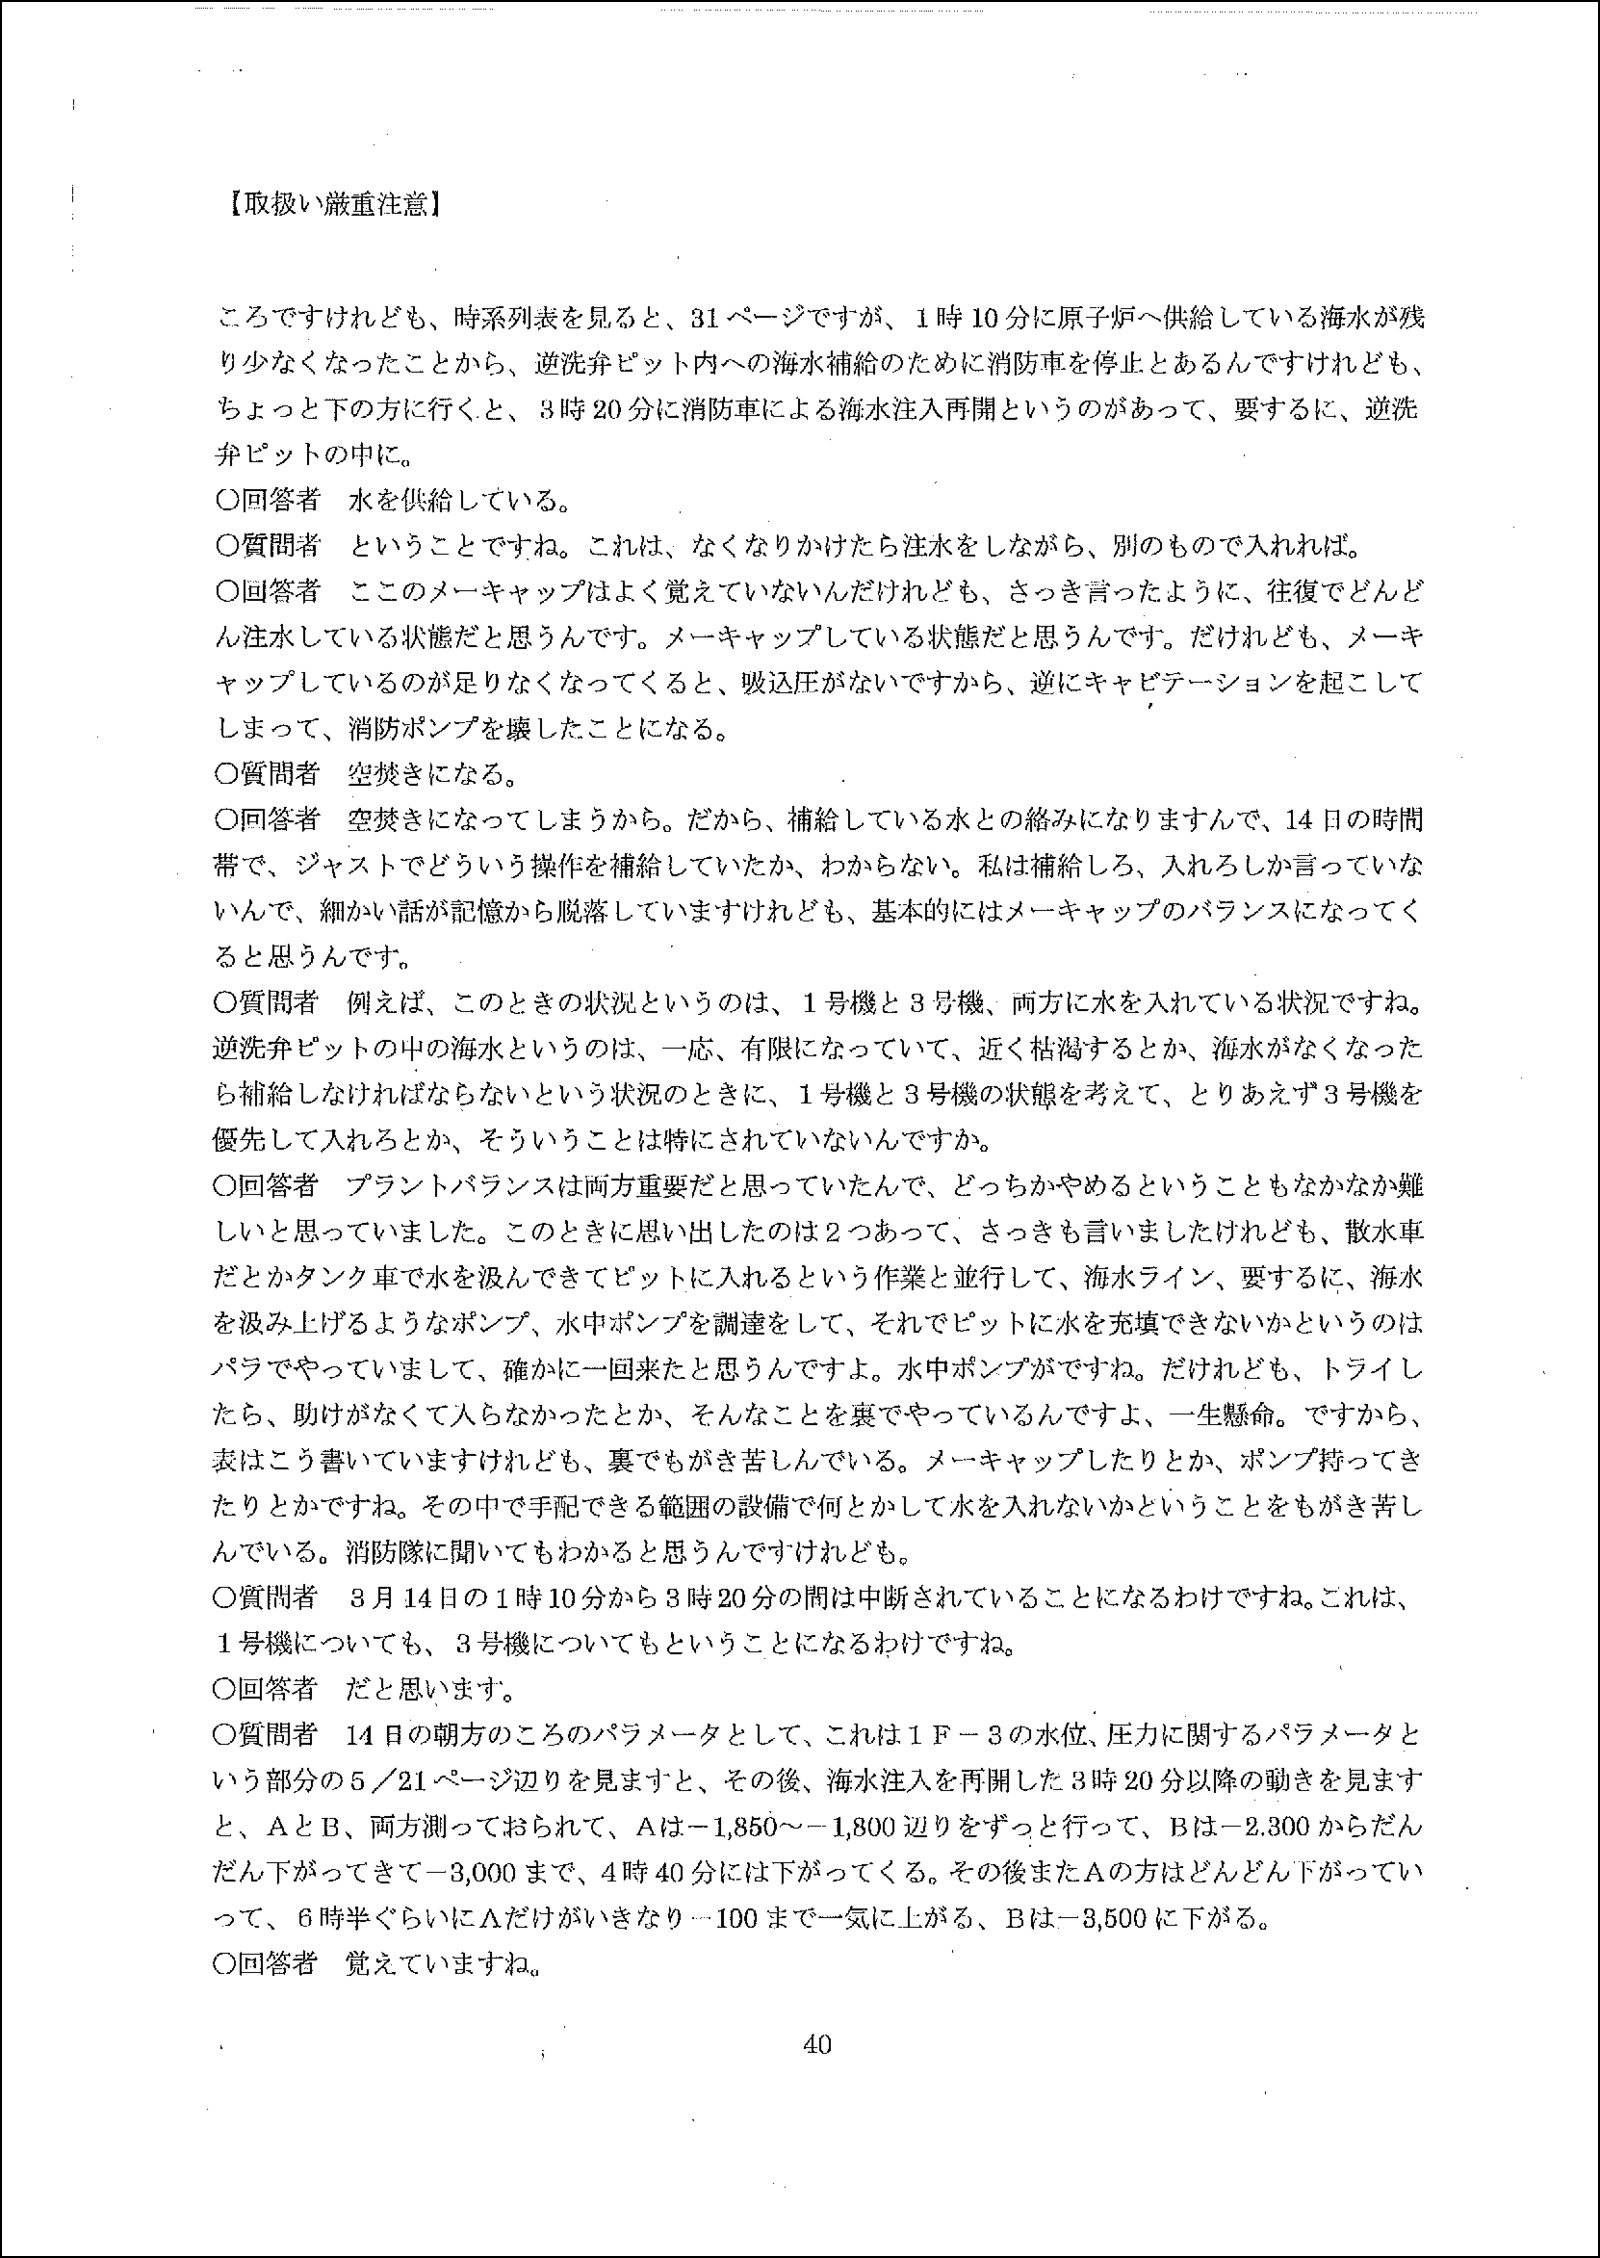 【取扱い厳重注意】
ころですけれども、時系列表を見ると、31ページですが、1時10分に原子炉へ供給している海水が残
り少なくなったことから、逆洗弁ピット内への海水補給のために消防車を停止とあるんですけれども、
ちょっと下の方に行くと、3時20分に消防車による海水注入再開というのがあって、要するに、逆洗
弁ピットの中に。
○回答者　水を供給している。
○質問者　ということですね。これは、なくなりかけたら注水をしながら、別のもので入れれば。
○回答者　ここのメーキャップはよく覚えていないんだけれども、さっき言ったように、往復でどんど
ん注水している状態だと思うんです。メーキャップしている状態だと思うんです。だけれども、メーキ
ャップしているのが足りなくなってくると、吸込圧がないですから、逆にキャビテーションを起こして
しまって、消防ポンプを壊したことになる。
○質問者　空焚きになる。
○回答者　空焚きになってしまうから。だから、補給している水との絡みになりますんで、14日の時間
帯で、ジャストでどういう操作を補給していたか、わからない。私は補給しろ、入れろしか言っていな
いんで、細かい話が記憶から脱落していますけれども、基本的にはメーキャップのバランスになってく
ると思うんです。
○質問者　例えば、このときの状況というのは、1号機と3号機、両方に水を入れている状況ですね。
逆洗弁ピットの中の海水というのは、一応、有限になっていて、近く枯渇するとか、海水がなくなった
ら補給しなければならないという状況のときに、1号機と3号機の状態を考えて、とりあえず3号機を
優先して入れろとか、そういうことは特にされていないんですか。
○回答者　プラントバランスは両方重要だと思っていたんで、どっちかやめるということもなかなか難
しいと思っていました。このときに思い出したのは2つあって、さっきも言いましたけれども、散水車
だとかタンク車で水を汲んできてピットに入れるという作業と並行して、海水ライン、要するに、海水
を汲み上げるようなポンプ、水中ポンプを調達をして、それでピットに水を充填できないかというのは
パラでやっていまして、確かに一回来たと思うんですよ。水中ポンプがですね。だけれども、トライし
たら、助けがなくて入らなかったとか、そんなことを裏でやっているんですよ、一生懸命。ですから、
表はこう書いていますけれども、裏でもがき苦しんでいる。メーキャップしたりとか、ポンプ持ってき
たりとかですね。その中で手配できる範囲の設備で何とかして水を入れないかということをもがき苦し
んでいる。消防隊に聞いてもわかると思うんですけれども。
○質問者　3月14日の1時10分から3時20分の間は中断されていることになるわけですね。これは、
1号機についても、3号機についてもということになるわけですね。
○回答者　だと思います。
○質問者　14日の朝方のころのパラメータとして、これは1F－3の水位、圧力に関するパラメータと
いう部分の5／21ページ辺りを見ますと、その後、海水注入を再開した3時20分以降の動きを見ます
と、AとB、両方測っておられて、Aは－1,850～－1,800辺りをずっと行って、Bは－2.300からだん
だん下がってきて－3,000まで、4時40分には下がってくる。その後またAの方はどんどん下がってい
って、6時半ぐらいにAだけがいきなり－100まで一気に上がる、Bは－3,500に下がる。
○回答者　覚えていますね。
40